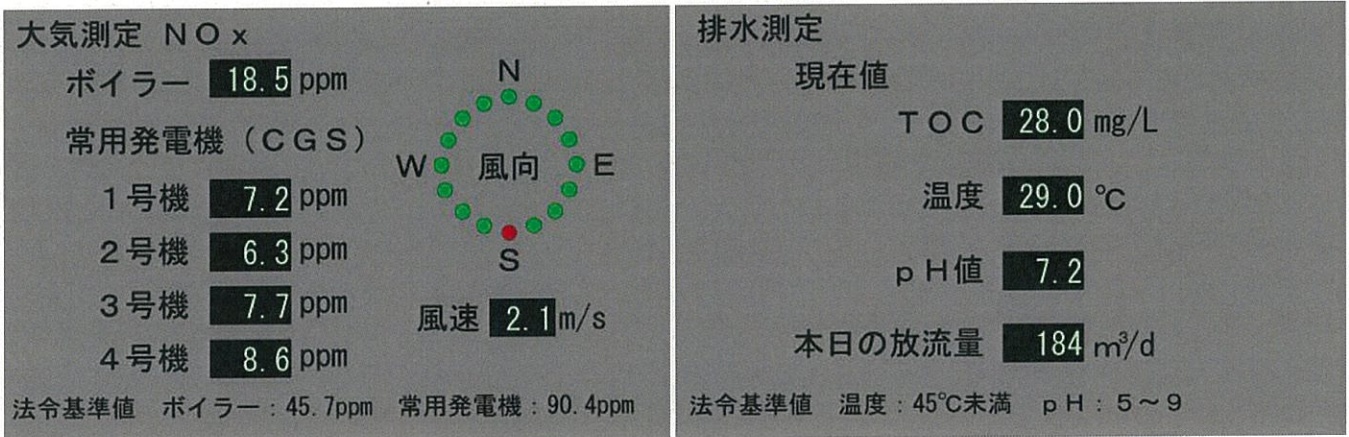 大気測定 NOx
ボイラー 18.5 ppm
常用発電機(CGS)
1号機 7.2 ppm
2号機 6.3 ppm
3号機 7.7 ppm
4号機 8.6 ppm
N
W 風向 E
S
風速 2.1 m/s
法令基準値 ボイラー:45.7ppm 常用発電機:90.4ppm
排水測定
現在値
TOC 28.0 mg/L
温度 29.0 ℃
pH値 7.2
本日の放流量 184 m³/d
法令基準値 温度:45℃未満 pH:5~9